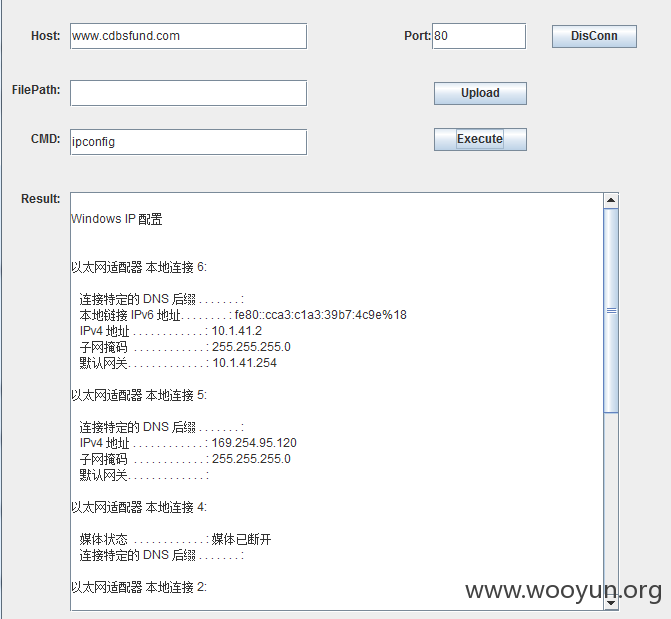 Host: www.cdbsfund.com Port: 80 DisConn
FilePath: Upload
CMD: ipconfig Execute
Result:
Windows IP 配置
以太网适配器 本地连接 6:
连接特定的 DNS 后缀 . . . . . . . :
本地链接 IPv6 地址. . . . . . . . : fe80::cca3:c1a3:39b7:4c9e%18
IPv4 地址 . . . . . . . . . . . . : 10.1.41.2
子网掩码 . . . . . . . . . . . . : 255.255.255.0
默认网关. . . . . . . . . . . . . : 10.1.41.254
以太网适配器 本地连接 5:
连接特定的 DNS 后缀 . . . . . . . :
IPv4 地址 . . . . . . . . . . . . : 169.254.95.120
子网掩码 . . . . . . . . . . . . : 255.255.255.0
默认网关. . . . . . . . . . . . . :
以太网适配器 本地连接 4:
媒体状态 . . . . . . . . . . . . : 媒体已断开
连接特定的 DNS 后缀 . . . . . . . :
以太网适配器 本地连接 2:
www.wooyun.org